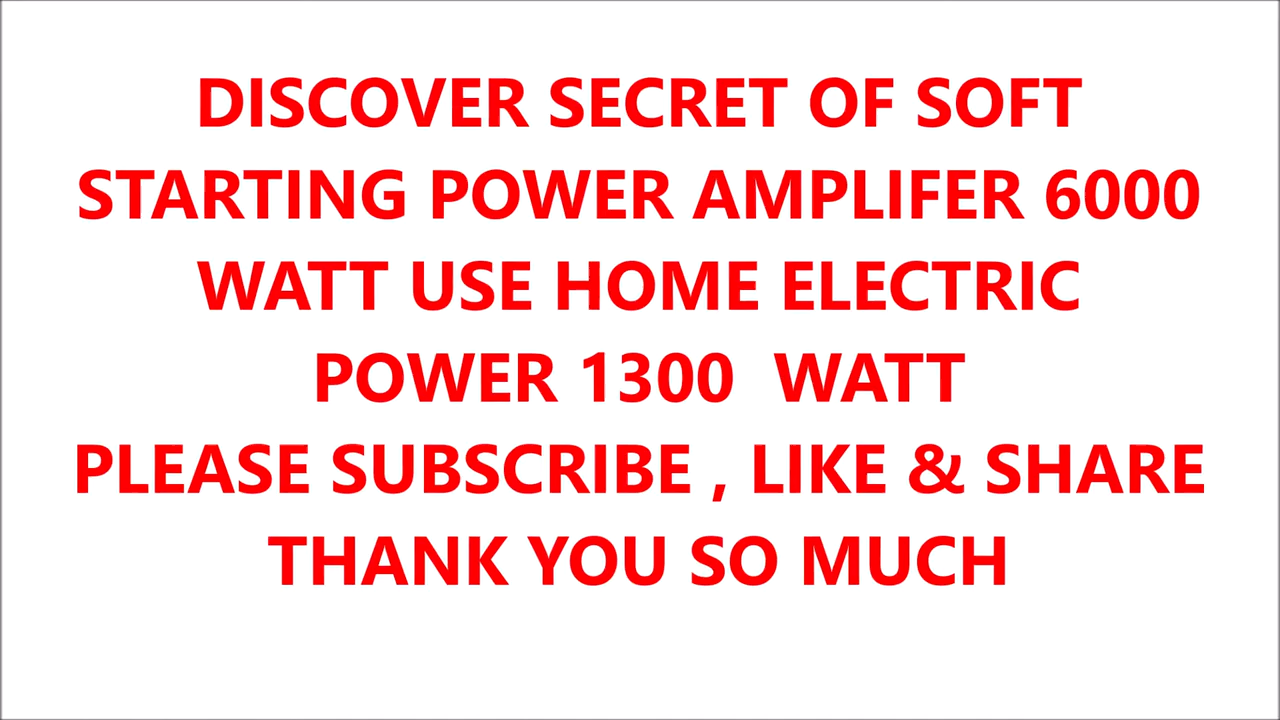 DISCOVER SECRET OF SOFT
STARTING POWER AMPLIFER 6000
WATT USE HOME ELECTRIC
POWER 1300  WATT
PLEASE SUBSCRIBE , LIKE & SHARE
THANK YOU SO MUCH